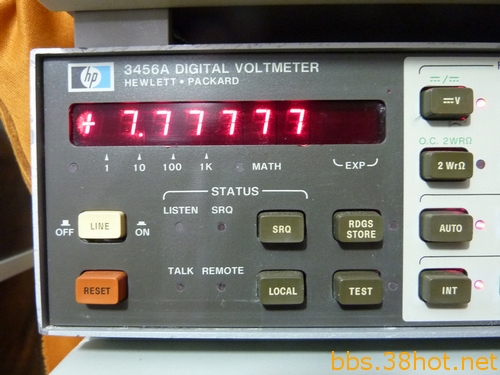 hp
3456A DIGITAL VOLTMETER
HEWLETT • PACKARD
+ 7.77777
1 10 100 1K MATH EXP
⎓V
O.C. 2WRΩ
2 WrΩ
STATUS
LISTEN SRQ
OFF LINE ON SRQ RDGS STORE AUTO
TALK REMOTE
RESET LOCAL TEST INT
bbs.38hot.net